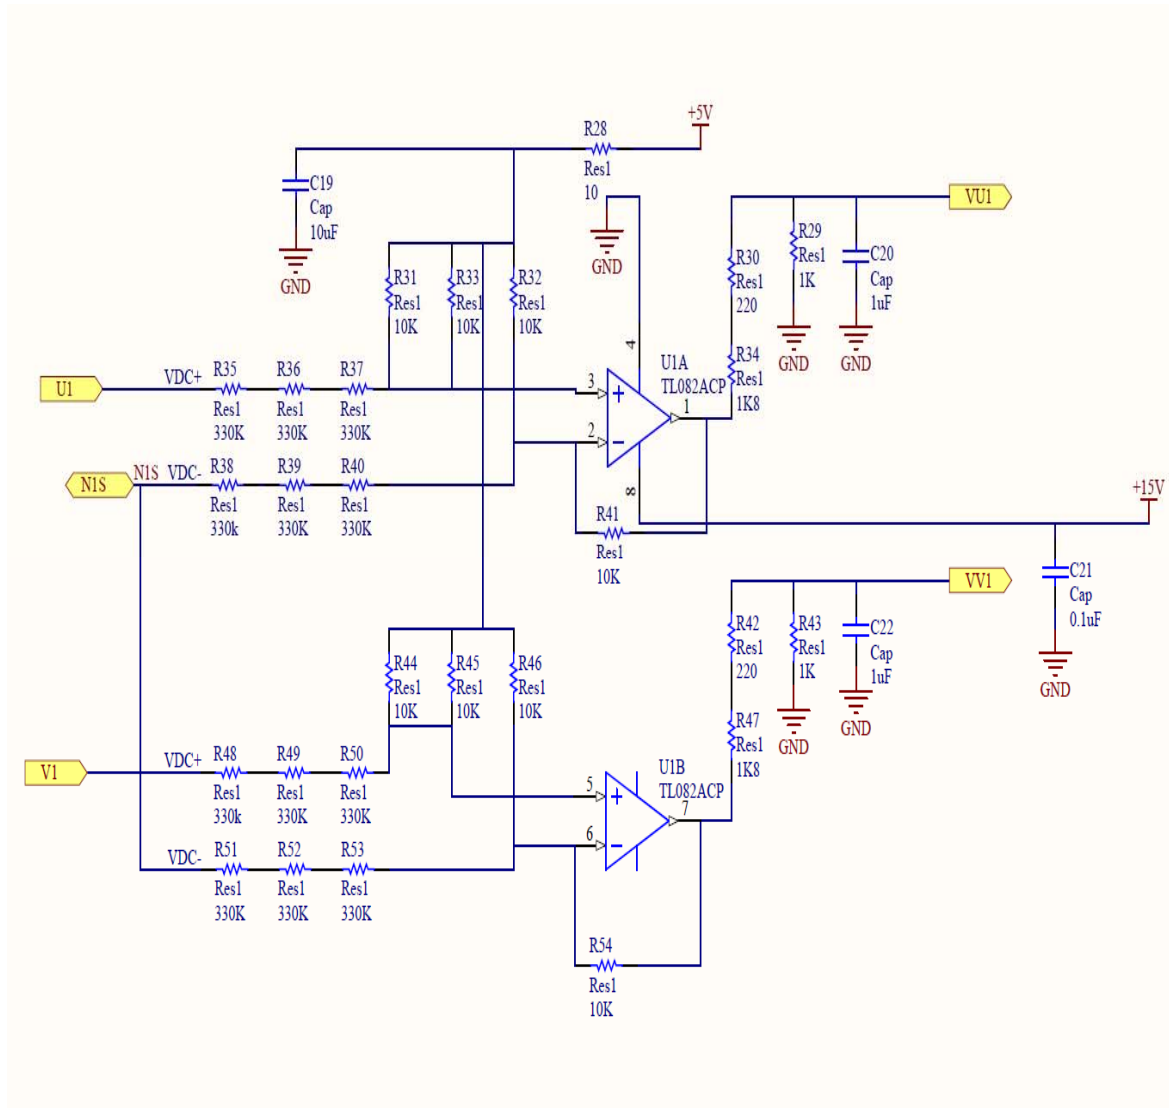 +5V
R28
Res1
10
C19
Cap
10uF
GND
GND
VU1
R29
Res1
1K
C20
Cap
1uF
R30
Res1
220
GND
GND
R31
Res1
10K
R33
Res1
10K
R32
Res1
10K
4
U1A
TL082ACP
R34
Res1
1K8
U1
VDC+
R35
Res1
330K
R36
Res1
330K
R37
Res1
330K
3
1
2
8
N1S
N1S
VDC-
R38
Res1
330k
R39
Res1
330K
R40
Res1
330K
R41
Res1
10K
+15V
C21
Cap
0.1uF
GND
VV1
R42
Res1
220
R43
Res1
1K
C22
Cap
1uF
GND
GND
R44
Res1
10K
R45
Res1
10K
R46
Res1
10K
R47
Res1
1K8
V1
VDC+
R48
Res1
330k
R49
Res1
330K
R50
Res1
330K
U1B
TL082ACP
5
7
6
VDC-
R51
Res1
330K
R52
Res1
330K
R53
Res1
330K
R54
Res1
10K